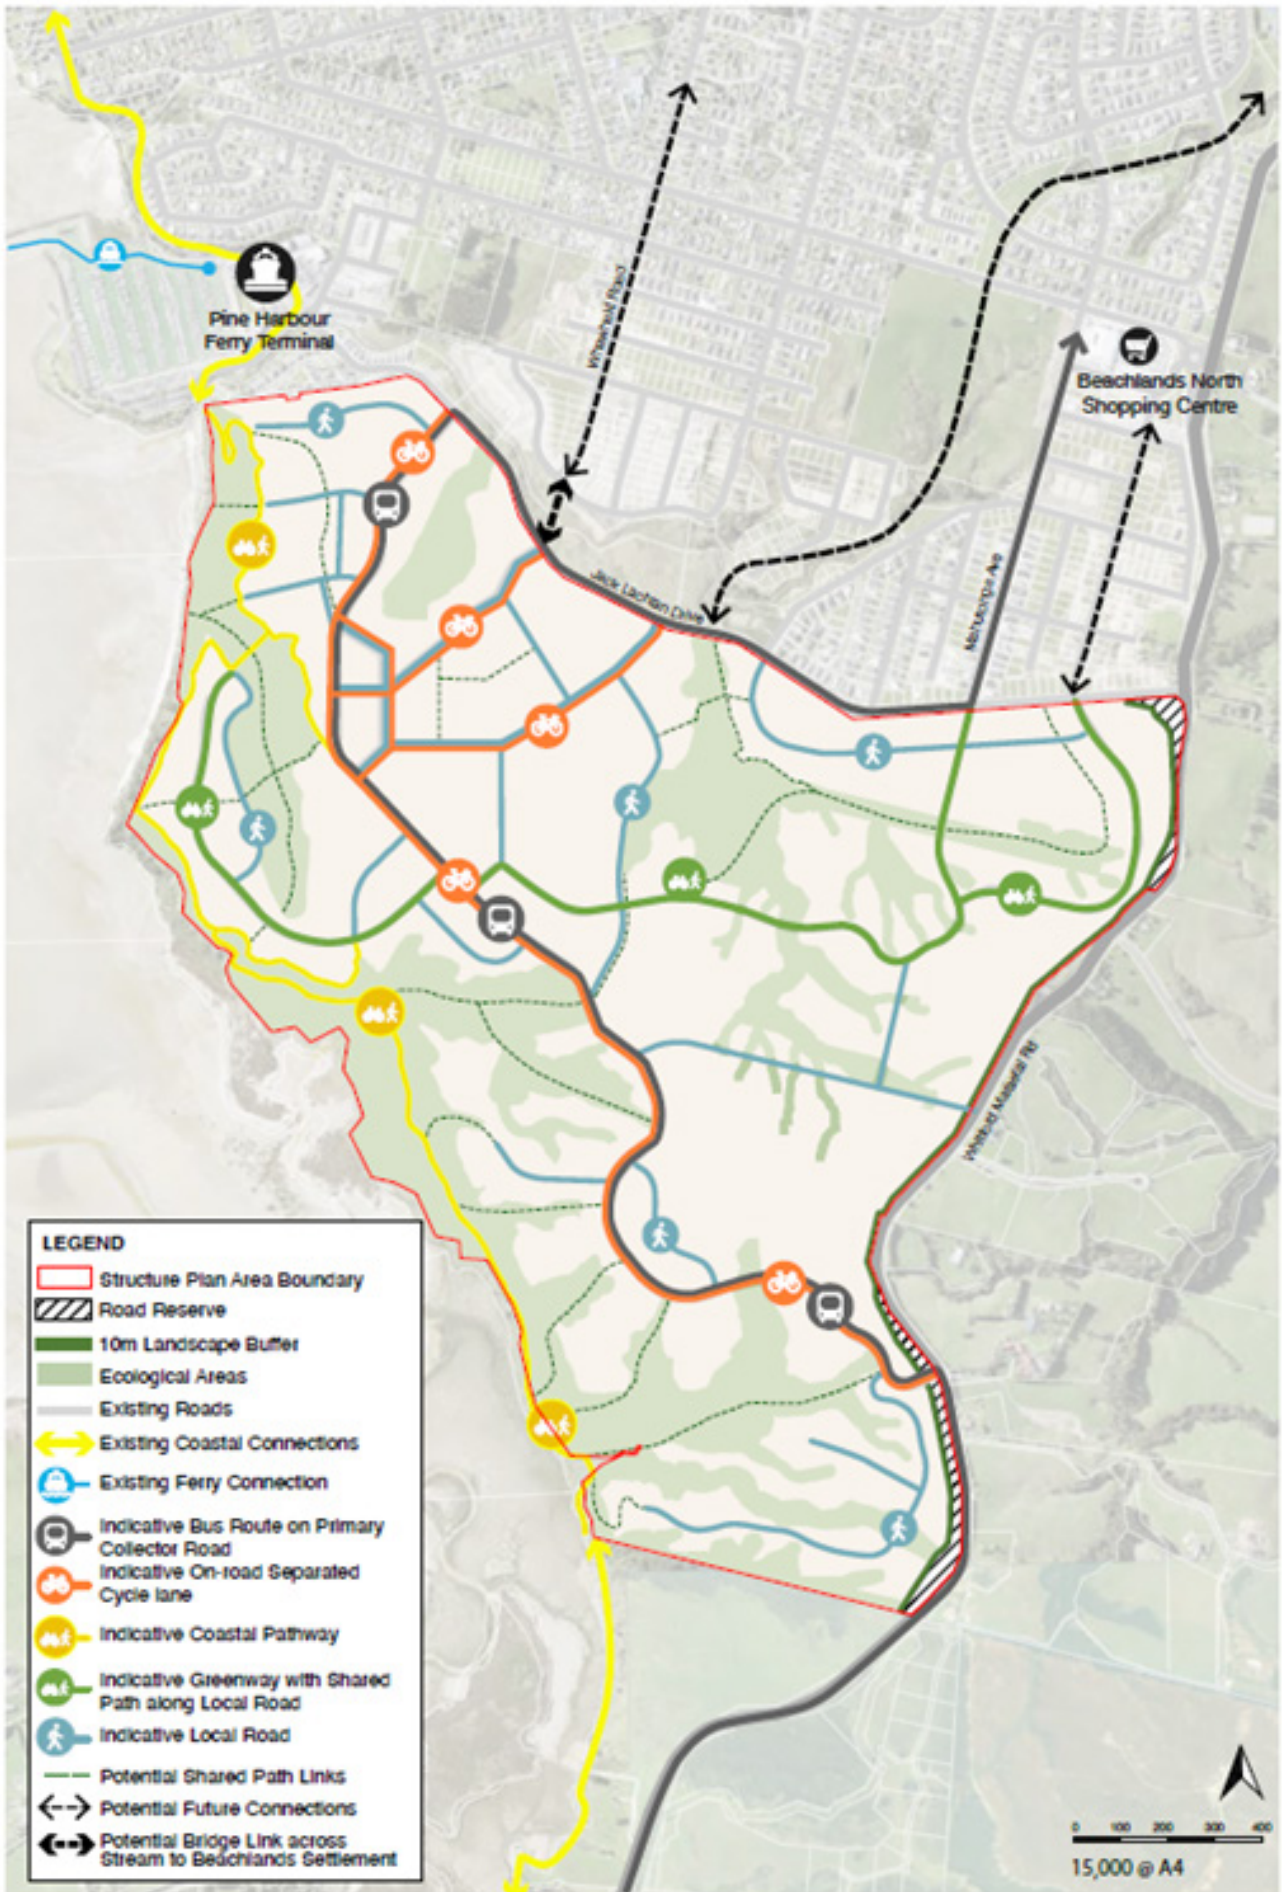 Whitehold Road
Pine Harbour
Ferry Terminal
Beachlands North
Shopping Centre
Jack Lachlan Drive
Mahutonga Ave
Whitford Maraetai Rd
LEGEND
Structure Plan Area Boundary
Road Reserve
10m Landscape Buffer
Ecological Areas
Existing Roads
Existing Coastal Connections
Existing Ferry Connection
Indicative Bus Route on Primary
Collector Road
Indicative On-road Separated
Cycle lane
Indicative Coastal Pathway
Indicative Greenway with Shared
Path along Local Road
Indicative Local Road
Potential Shared Path Links
Potential Future Connections
Potential Bridge Link across
Stream to Beachlands Settlement
0 100 200 300 400
15,000 @ A4